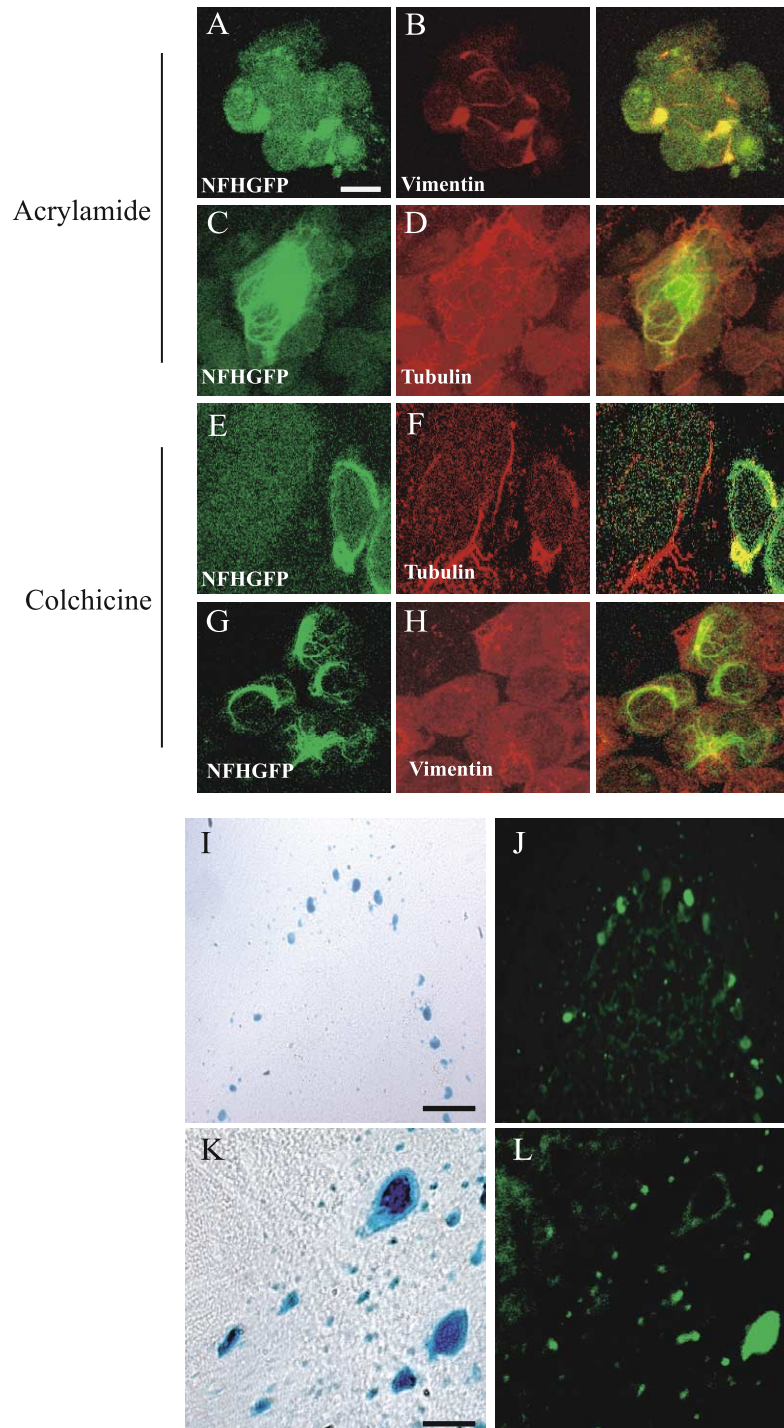 A
B
NFHGFP
Vimentin
Acrylamide
C
D
NFHGFP
Tubulin
E
F
NFHGFP
Tubulin
Colchicine
G
H
NFHGFP
Vimentin
I
J
K
L